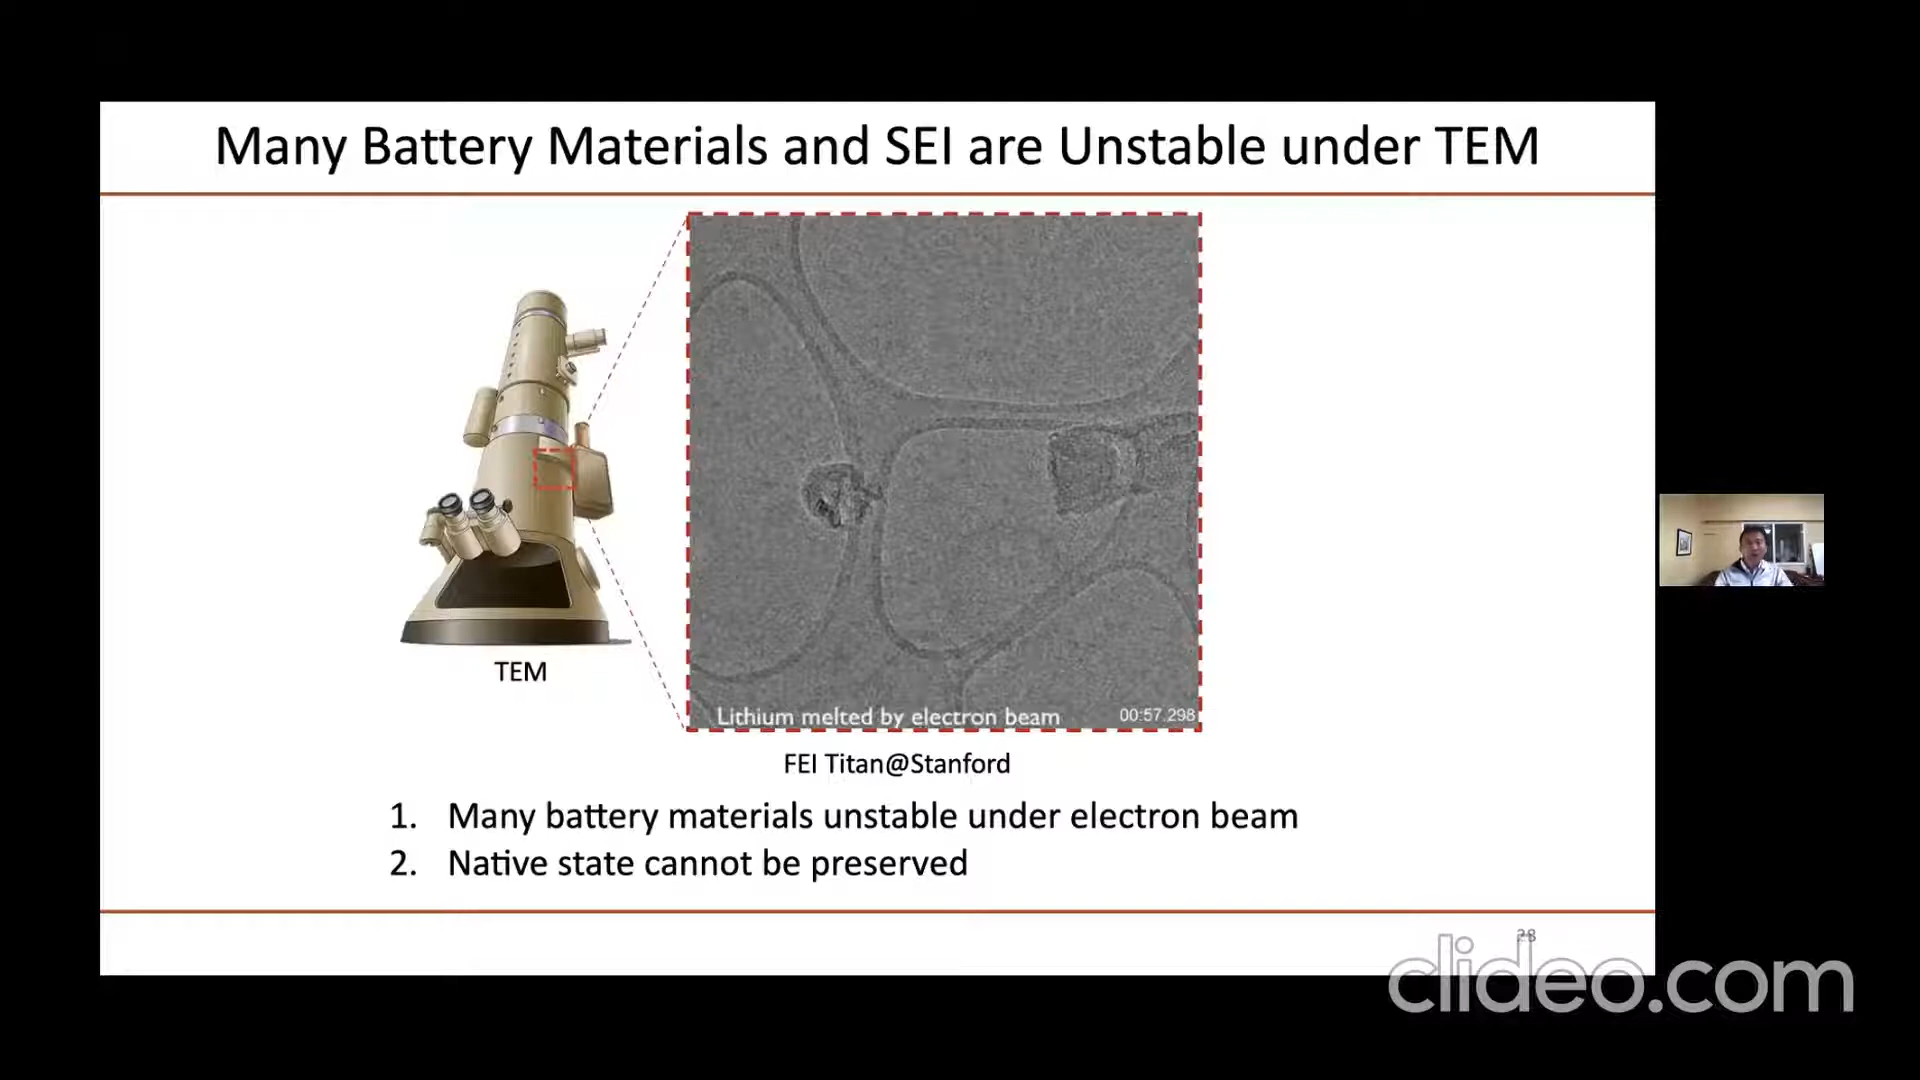 Many Battery Materials and SEI are Unstable under TEM
TEM
Lithium melted by electron beam
00:57.298
FEI Titan@Stanford
1. Many battery materials unstable under electron beam
2. Native state cannot be preserved
28
clideo.com